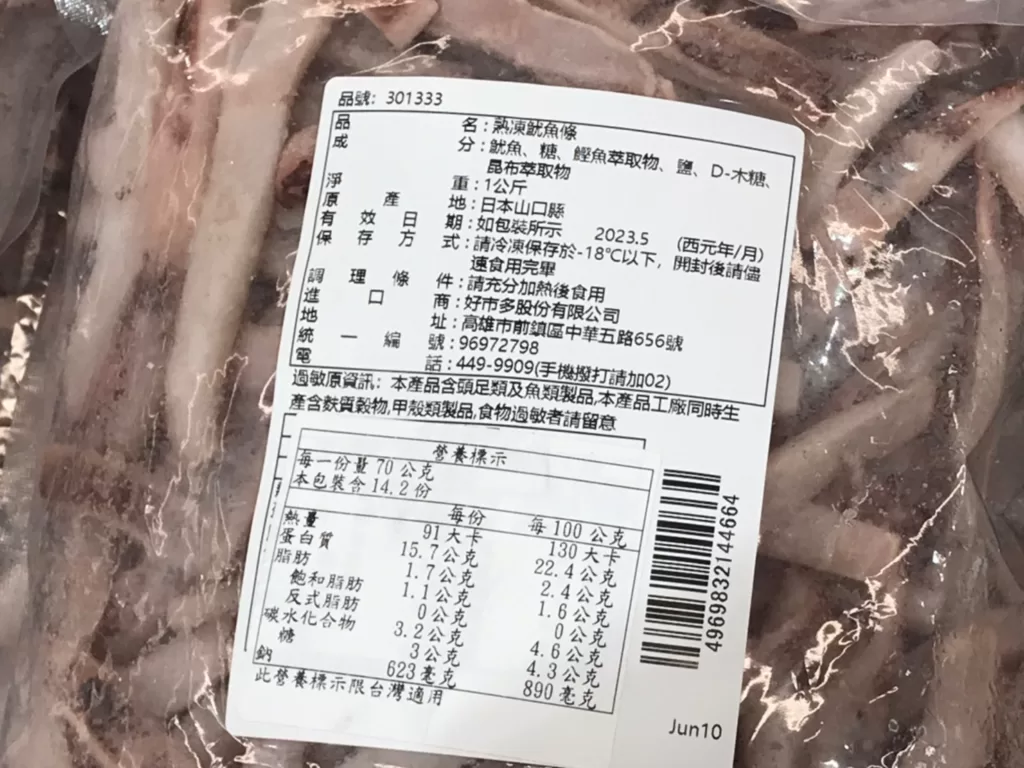 品號: 301333
品名:熟凍魷魚條
成分:魷魚、糖、鰹魚萃取物、鹽、D-木糖、
昆布萃取物
淨重:1公斤
原產地:日本山口縣
有效日期:如包裝所示 2023.5 (西元年/月)
保存方式:請冷凍保存於-18℃以下，開封後請儘
速食用完畢
調理條件:請充分加熱後食用
進口商:好市多股份有限公司
地址:高雄市前鎮區中華五路656號
統一編號:96972798
電話:449-9909(手機撥打請加02)
過敏原資訊: 本產品含頭足類及魚類製品,本產品工廠同時生
產含麩質穀物,甲殼類製品,食物過敏者請留意
營養標示
每一份量 70 公克
本包裝含 14.2 份
每份 每 100 公克
熱量 91 大卡 130 大卡
蛋白質 15.7 公克 22.4 公克
脂肪 1.7 公克 2.4 公克
飽和脂肪 1.1 公克 1.6 公克
反式脂肪 0 公克 0 公克
碳水化合物 3.2 公克 4.6 公克
糖 3 公克 4.3 公克
鈉 623 毫克 890 毫克
此營養標示限台灣適用
4969832144664
Jun10